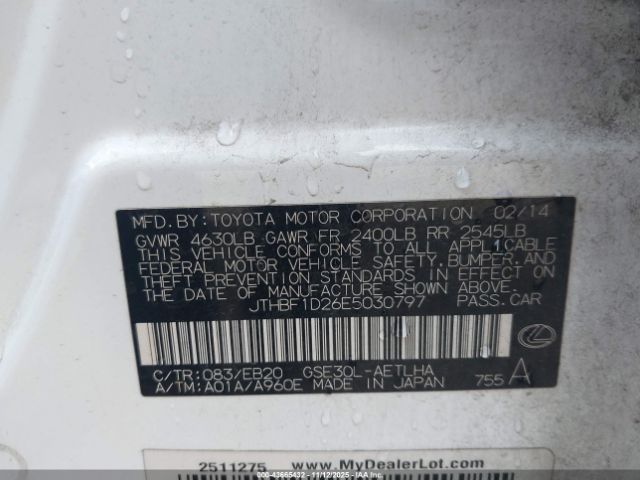 MFD.BY:TOYOTA MOTOR CORPORATION 02/14
GVWR 4630LB GAWR FR 2400LB RR 2545LB
THIS VEHICLE CONFORMS TO ALL APPLICABLE
FEDERAL MOTOR VEHICLE SAFETY,BUMPER,AND
THEFT PREVENTION STANDARDS IN EFFECT ON
THE DATE OF MANUFACTURE SHOWN ABOVE.
JTHBF1D26E5030797 PASS.CAR
C/TR:083/EB20 GSE30L-AETLHA
A/TM:A01A/A960E MADE IN JAPAN 755 A
2511275 www.MyDealerLot.com
© IAA - 43665432 - 11/12/2025 - IAAI.COM